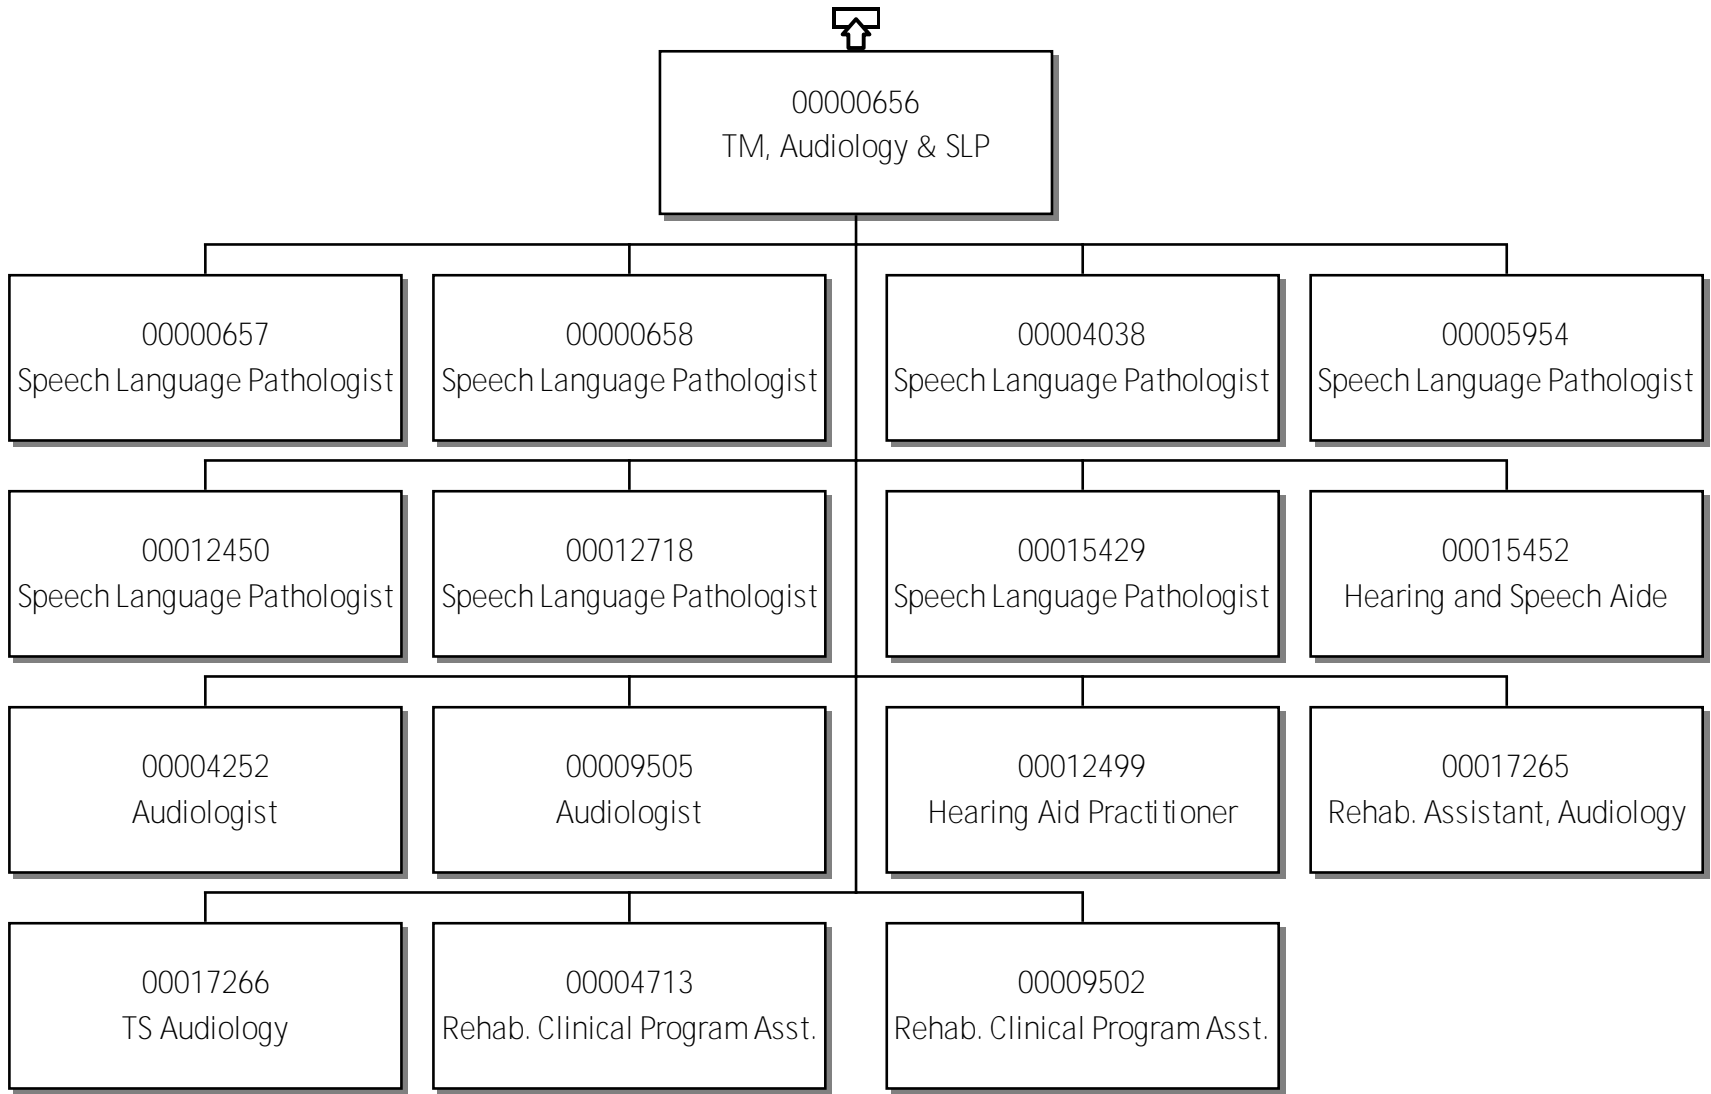 00000656
TM, Audiology & SLP
00000657
Speech Language Pathologist
00000658
Speech Language Pathologist
00004038
Speech Language Pathologist
00005954
Speech Language Pathologist
00012450
Speech Language Pathologist
00012718
Speech Language Pathologist
00015429
Speech Language Pathologist
00015452
Hearing and Speech Aide
00004252
Audiologist
00009505
Audiologist
00012499
Hearing Aid Practitioner
00017265
Rehab. Assistant, Audiology
00017266
TS Audiology
00004713
Rehab. Clinical Program Asst.
00009502
Rehab. Clinical Program Asst.